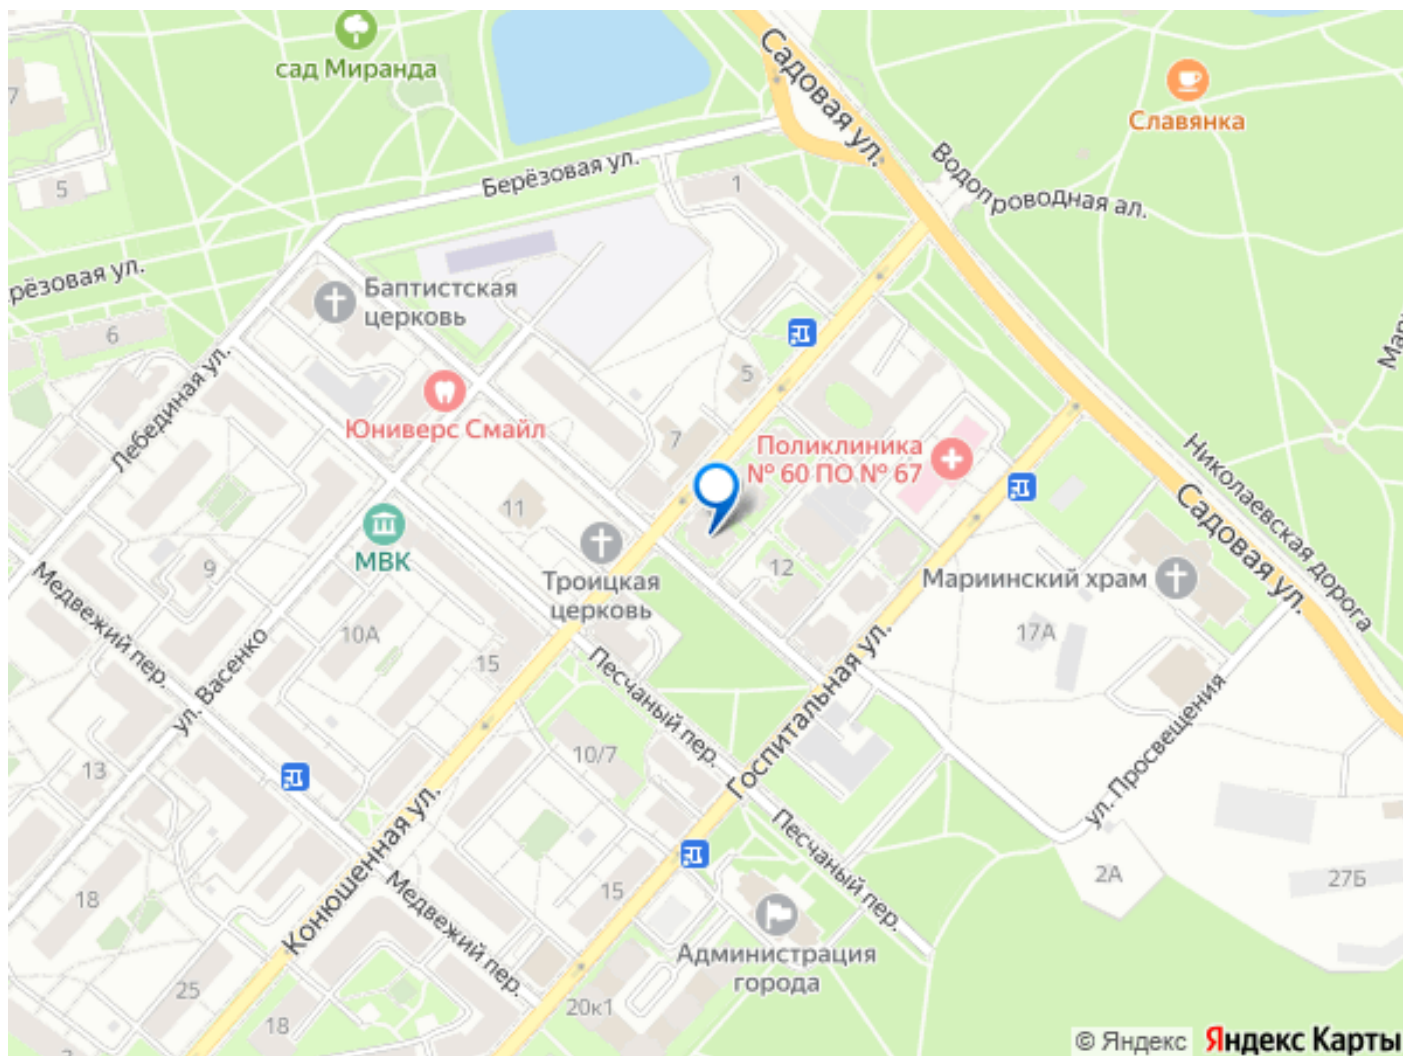 сад Миранда
Садовая ул.
Славянка
7
5
Берёзовая ул.
1
Водопроводная ал.
рёзовая ул.
Баптистская
церковь
6
Лебединая ул.
5
Юниверс Смайл
7
Поликлиника
№ 60 ПО № 67
Николаевская дорога
Садовая ул.
11
МВК
9
Троицкая
церковь
12
Мариинский храм
17А
Медвежий пер.
10А
15
ул. Васенко
Песчаный пер.
Госпитальная ул.
10/7
13
ул. Просвещения
Конюшенная ул.
Песчаный пер.
2А
27Б
18
15
Медвежий пер.
Администрация
города
25
20к1
18
© Яндекс Яндекс Карты